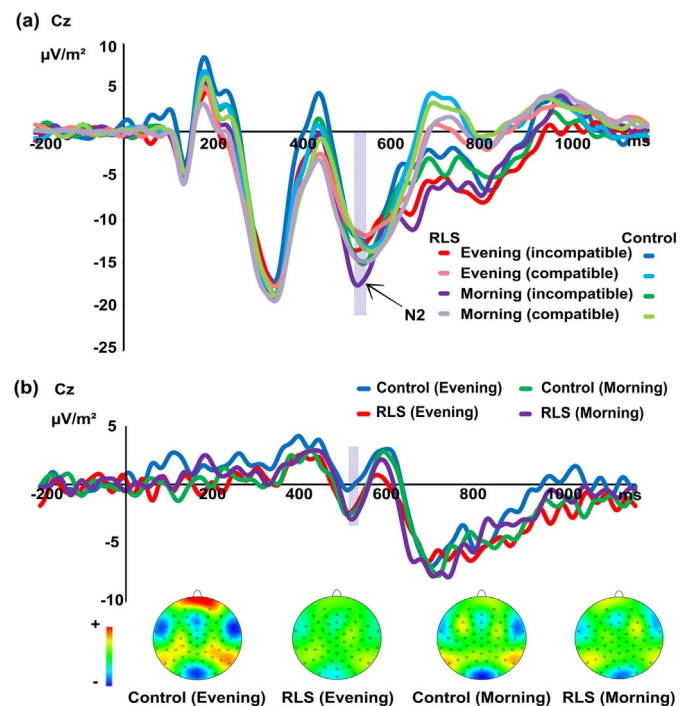 (a) Cz
µV/m²
10
5
-200 200 400 600 800 1000 ms
-5
-10
-15
-20
-25
RLS Control
Evening (incompatible)
Evening (compatible)
Morning (incompatible)
Morning (compatible)
N2
(b) Cz
µV/m²
Control (Evening) Control (Morning)
RLS (Evening) RLS (Morning)
5
-200 200 400 600 800 1000 ms
-5
-10
+
-
Control (Evening) RLS (Evening) Control (Morning) RLS (Morning)